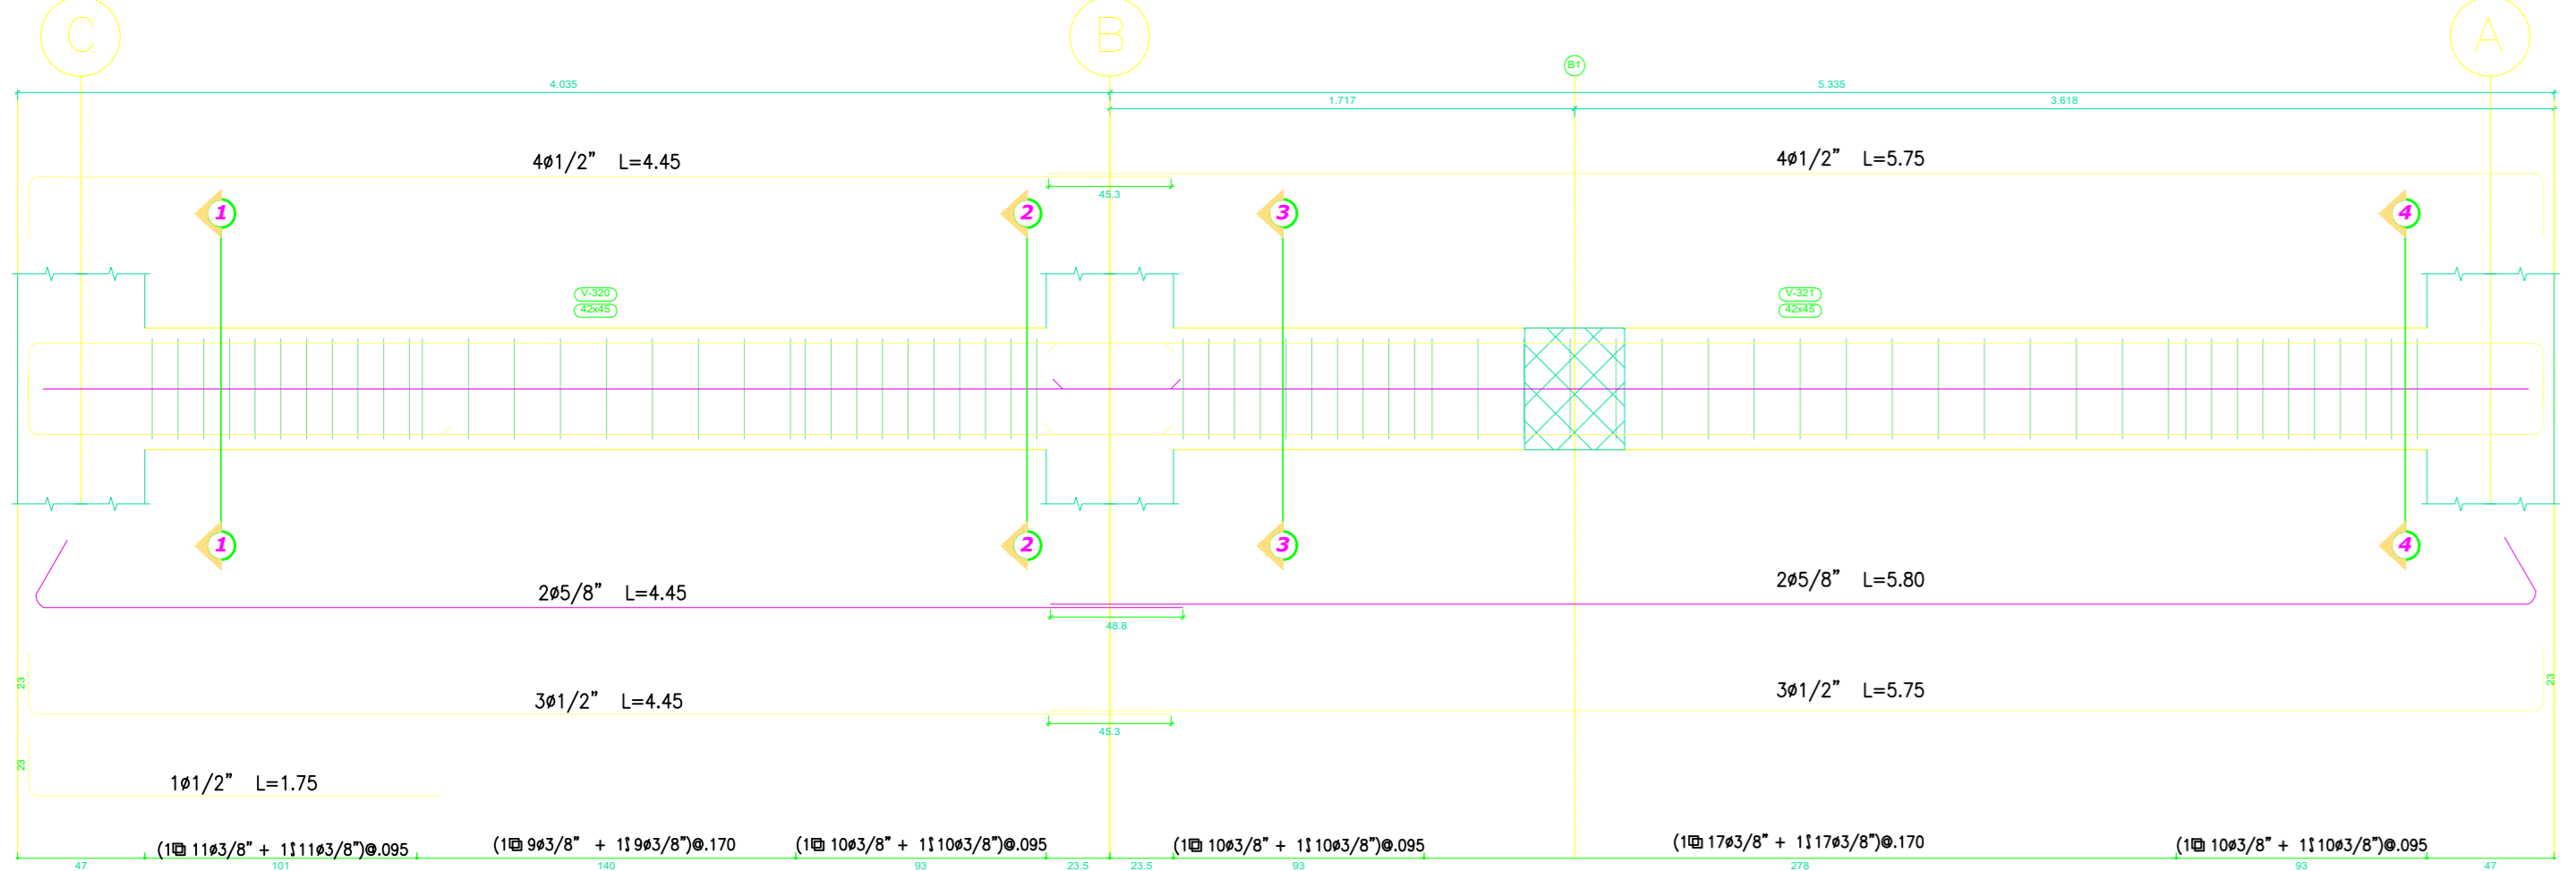 C
B
A
B1
4.035
5.335
1.717
3.618
4ø1/2” L=4.45
4ø1/2” L=5.75
45.3
1
2
3
4
V-320
42x45
V-321
42x45
1
2
3
4
2ø5/8” L=4.45
2ø5/8” L=5.80
48.8
23
3ø1/2” L=4.45
3ø1/2” L=5.75
23
45.3
23
1ø1/2” L=1.75
(1 11ø3/8” + 1 11ø3/8”)@.095
(1 9ø3/8” + 1 9ø3/8”)@.170
(1 10ø3/8” + 1 10ø3/8”)@.095
(1 10ø3/8” + 1 10ø3/8”)@.095
(1 17ø3/8” + 1 17ø3/8”)@.170
(1 10ø3/8” + 1 10ø3/8”)@.095
47
101
140
93
23.5
23.5
93
278
93
47